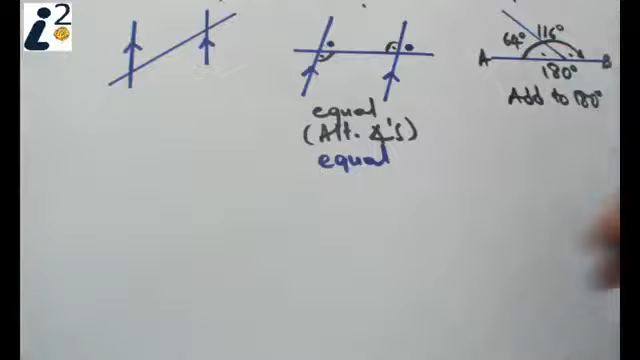 i2
64° 116°
A B
180°
Add to 180°
equal
(Alt. ∡'s)
equal